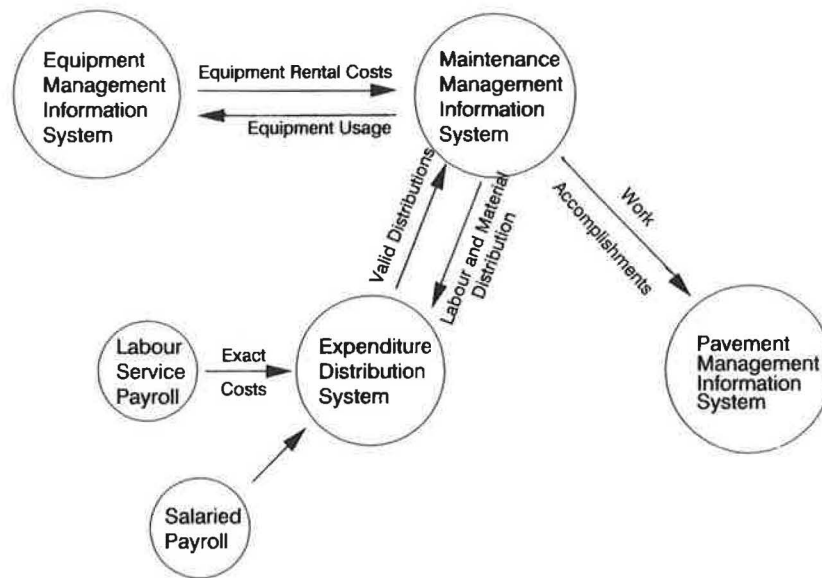 Equipment
Management
Information
System
Equipment Rental Costs
Equipment Usage
Maintenance
Management
Information
System
Valid Distributions
Labour and Material
Distribution
Work
Accomplishments
Labour
Service
Payroll
Exact
Costs
Expenditure
Distribution
System
Pavement
Management
Information
System
Salaried
Payroll